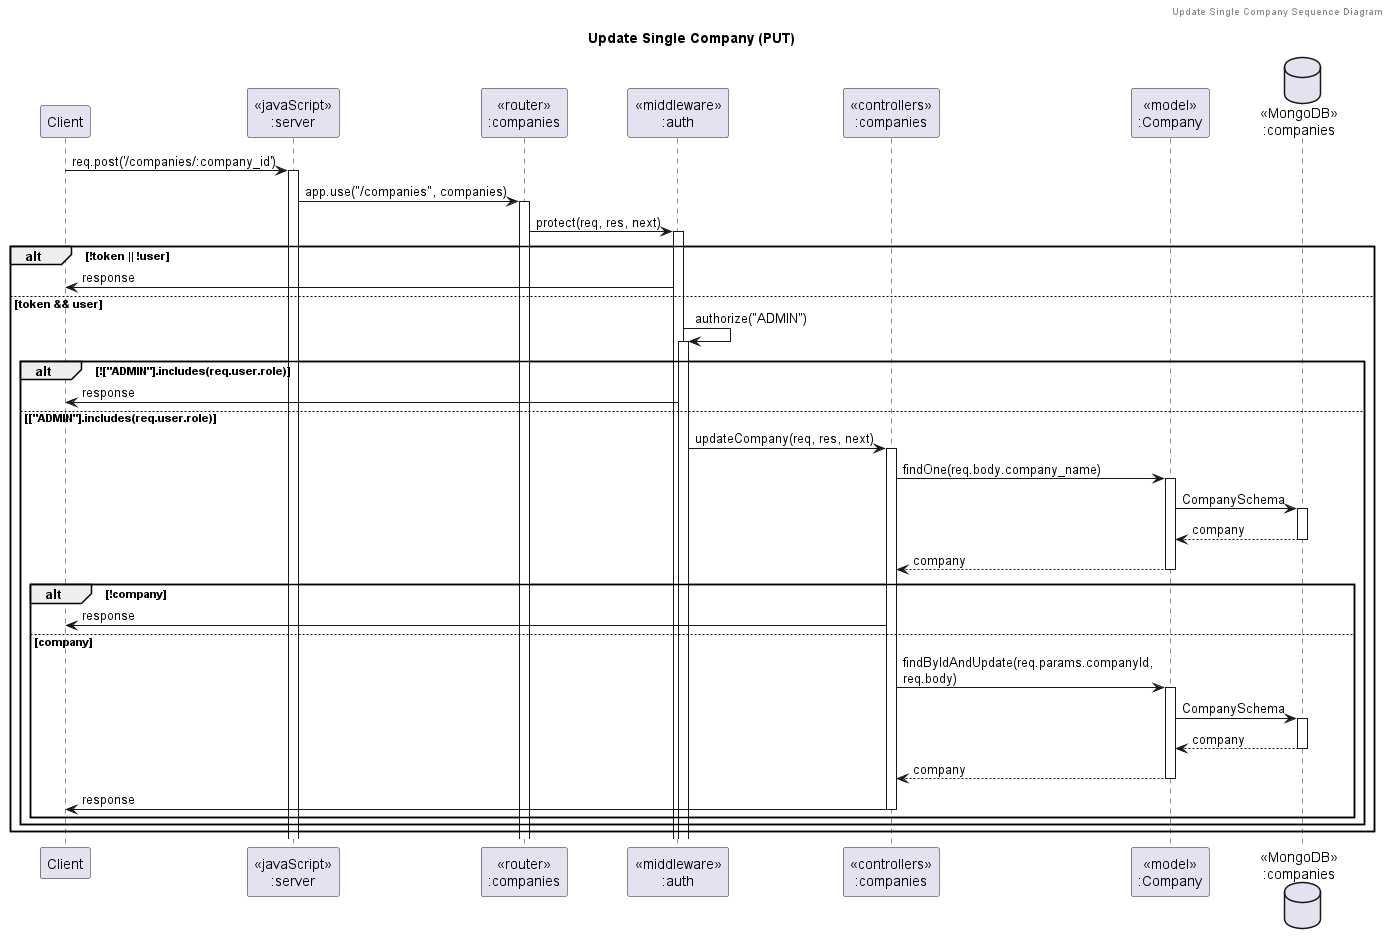 Update Single Company Sequence Diagram
Update Single Company (PUT)
Client
«javaScript»
:server
«router»
:companies
«middleware»
:auth
«controllers»
:companies
«model»
:Company
«MongoDB»
:companies
req.post('/companies/:company_id')
app.use("/companies", companies)
protect(req, res, next)
alt [!token || !user]
response
[token && user]
authorize("ADMIN")
alt [!["ADMIN"].includes(req.user.role)]
response
[["ADMIN"].includes(req.user.role)]
updateCompany(req, res, next)
findOne(req.body.company_name)
CompanySchema
company
company
alt [!company]
response
[company]
findByIdAndUpdate(req.params.companyId,
req.body)
CompanySchema
company
company
response
Client
«javaScript»
:server
«router»
:companies
«middleware»
:auth
«controllers»
:companies
«model»
:Company
«MongoDB»
:companies